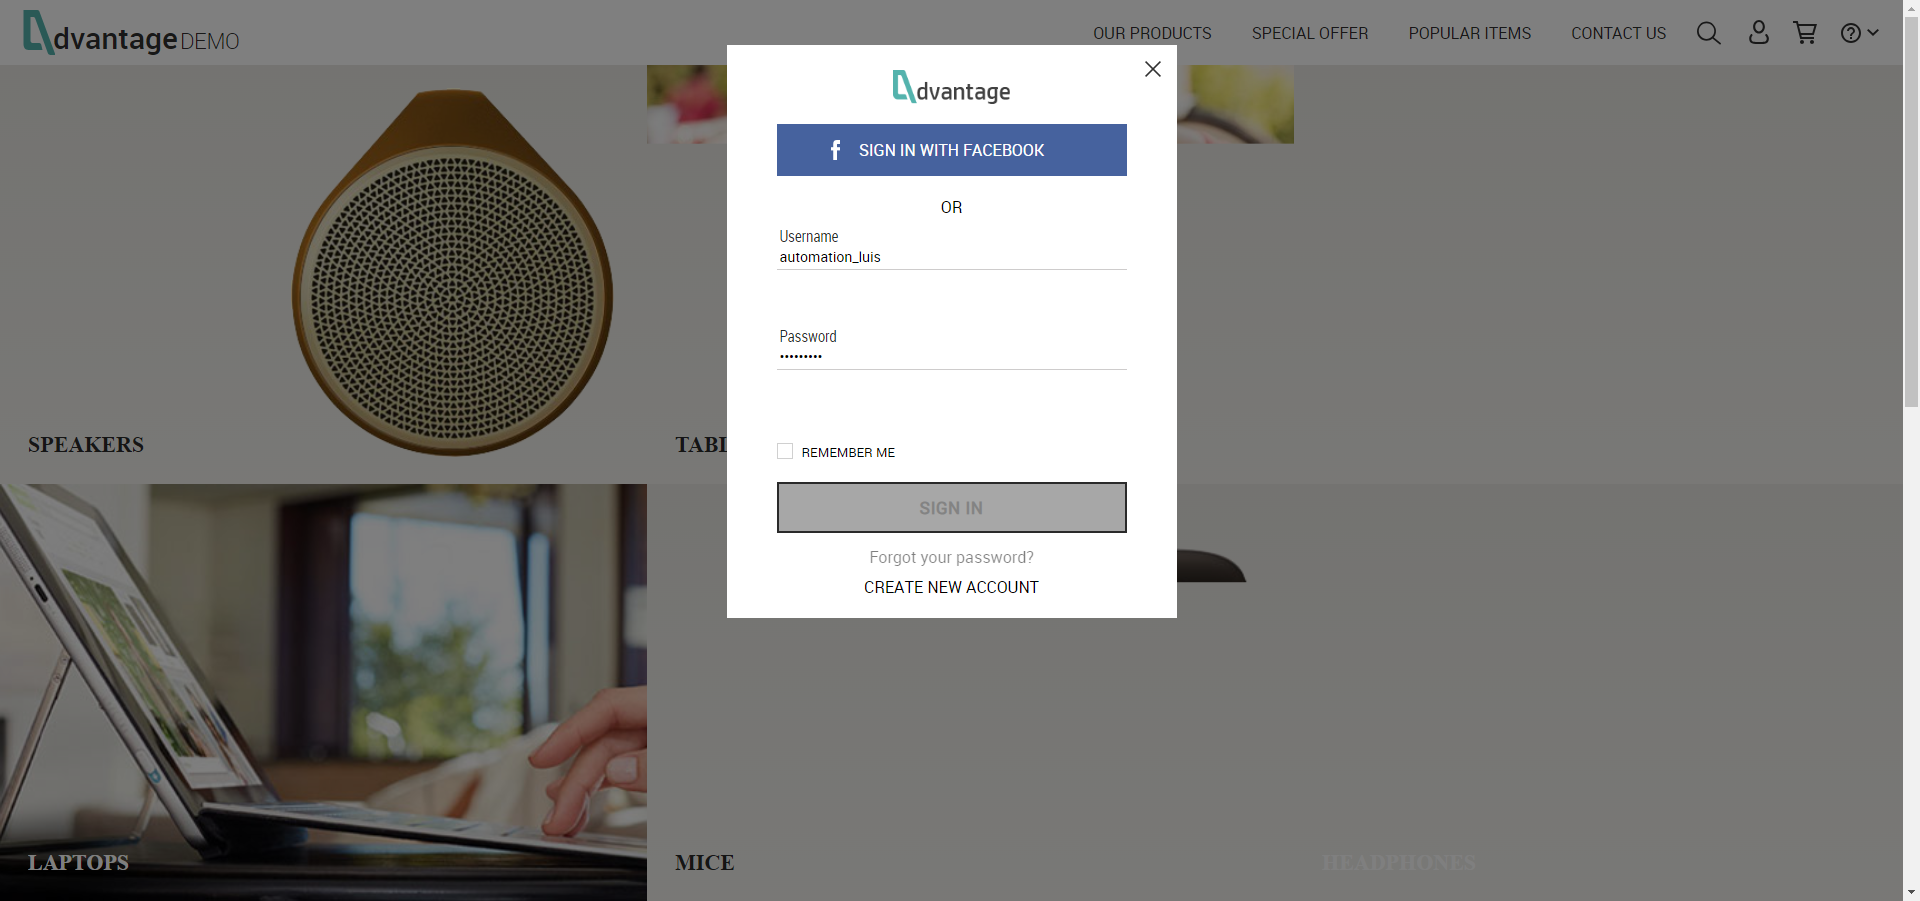 dvantage DEMO
OUR PRODUCTS SPECIAL OFFER POPULAR ITEMS CONTACT US
dvantage
SIGN IN WITH FACEBOOK
OR
Username
automation_luis
Password
•••••••••
REMEMBER ME
SIGN IN
Forgot your password?
CREATE NEW ACCOUNT
SPEAKERS
TABL
LAPTOPS
MICE
HEADPHONES